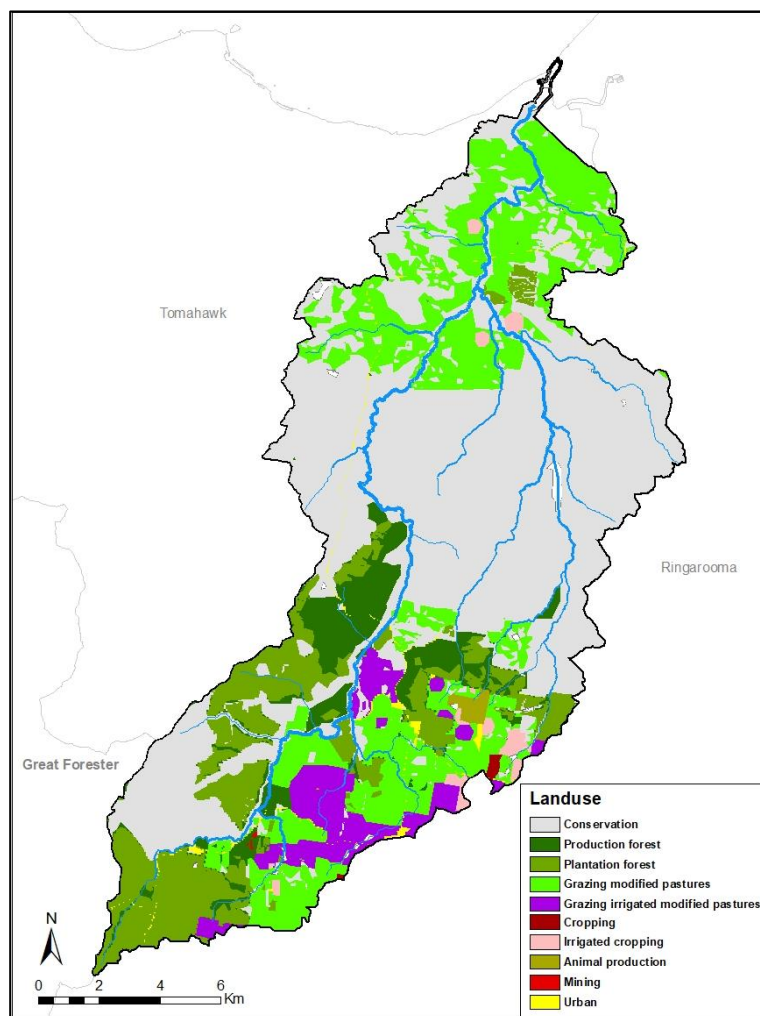 Tomahawk
Ringarooma
Great Forester
Landuse
Conservation
Production forest
Plantation forest
Grazing modified pastures
Grazing irrigated modified pastures
Cropping
Irrigated cropping
Animal production
Mining
Urban
N
0 2 4 6
Km